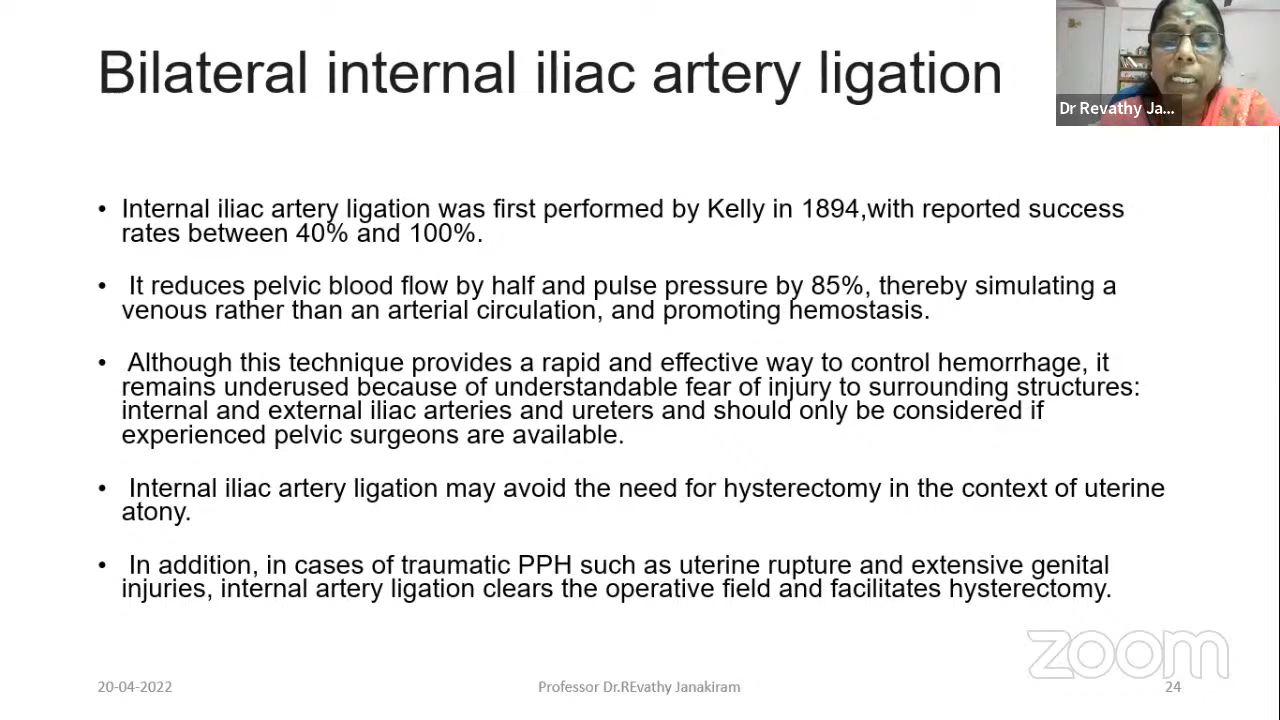 Bilateral internal iliac artery ligation
Dr Revathy Ja...
• Internal iliac artery ligation was first performed by Kelly in 1894,with reported success
rates between 40% and 100%.
• It reduces pelvic blood flow by half and pulse pressure by 85%, thereby simulating a
venous rather than an arterial circulation, and promoting hemostasis.
• Although this technique provides a rapid and effective way to control hemorrhage, it
remains underused because of understandable fear of injury to surrounding structures:
internal and external iliac arteries and ureters and should only be considered if
experienced pelvic surgeons are available.
• Internal iliac artery ligation may avoid the need for hysterectomy in the context of uterine
atony.
• In addition, in cases of traumatic PPH such as uterine rupture and extensive genital
injuries, internal artery ligation clears the operative field and facilitates hysterectomy.
zoom
20-04-2022
Professor Dr.REvathy Janakiram
24